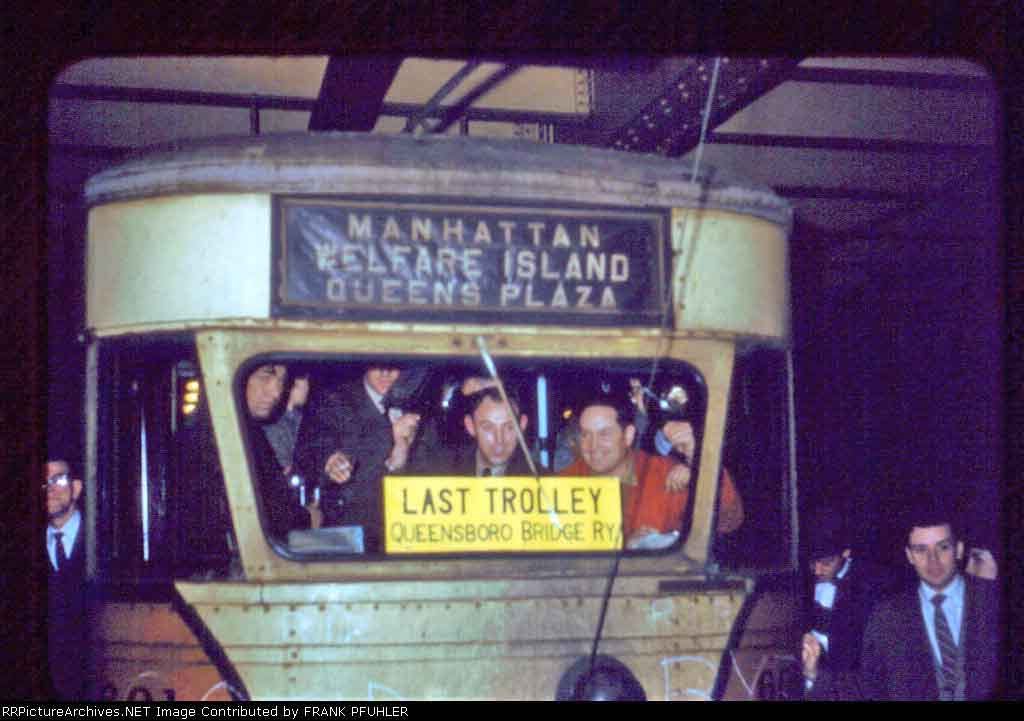 MANHATTAN
WELFARE ISLAND
QUEENS PLAZA
LAST TROLLEY
QUEENSBORO BRIDGE RY.
RRPictureArchives.NET Image Contributed by FRANK PFUHLER